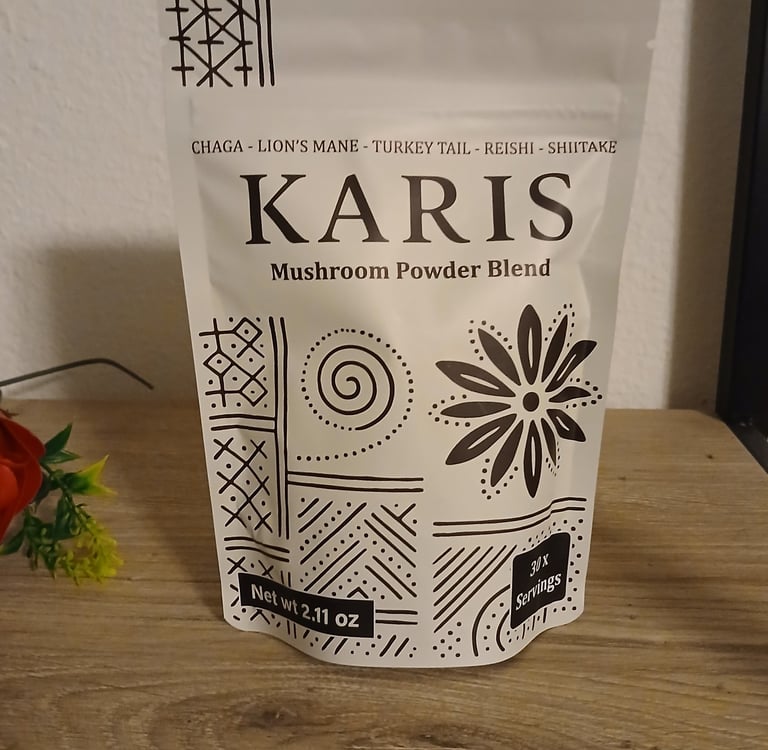 CHAGA - LION'S MANE - TURKEY TAIL - REISHI - SHIITAKE
KARIS
Mushroom Powder Blend
30 x
Servings
Net wt 2.11 oz